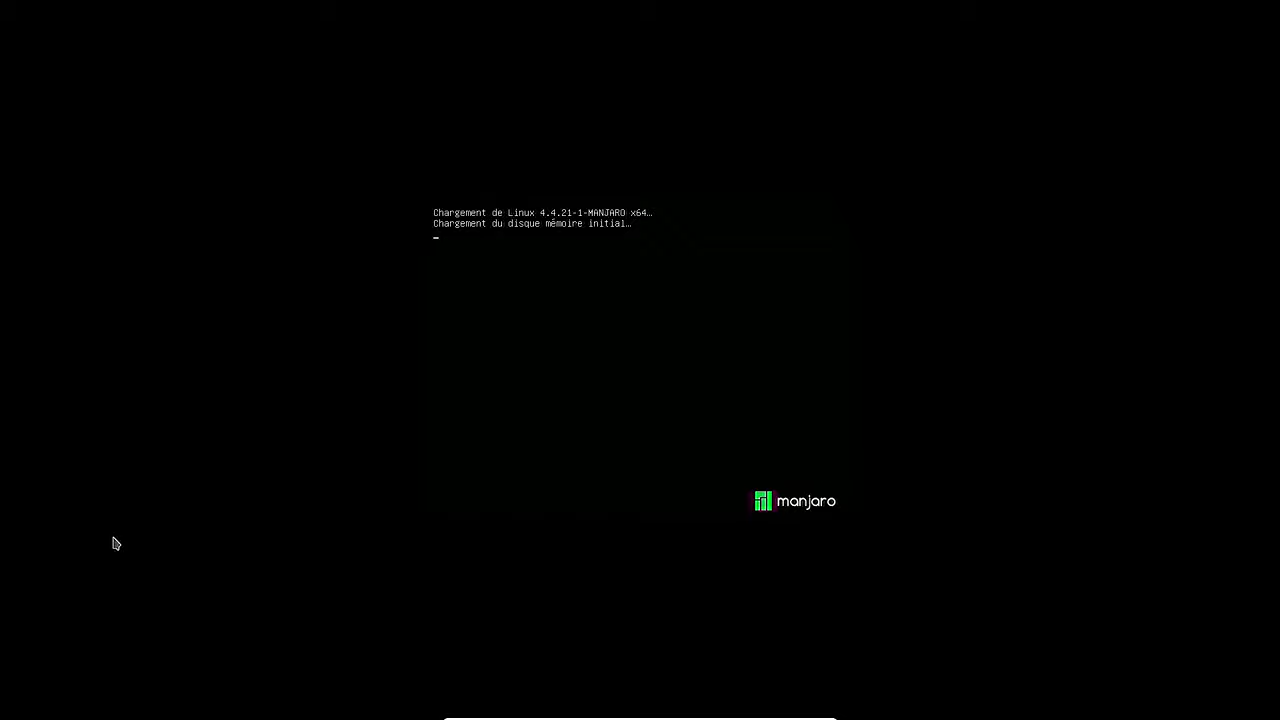 Chargement de Linux 4.4.21-1-MANJARO x64…
Chargement du disque mémoire initial…
manjaro